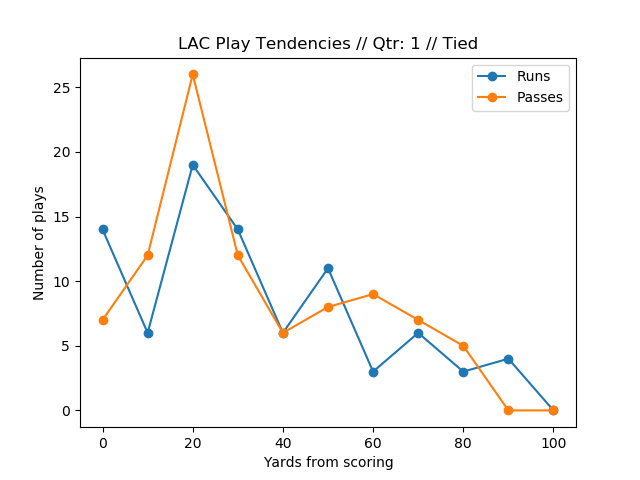 LAC Play Tendencies // Qtr: 1 // Tied
Runs
Passes
25
20
15
10
5
0
Number of plays
0 20 40 60 80 100
Yards from scoring